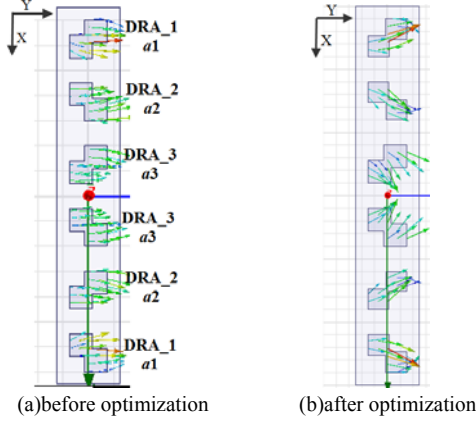 Y
X
DRA_1
a1
DRA_2
a2
DRA_3
a3
DRA_3
a3
DRA_2
a2
DRA_1
a1
(a)before optimization
Y
X
(b)after optimization